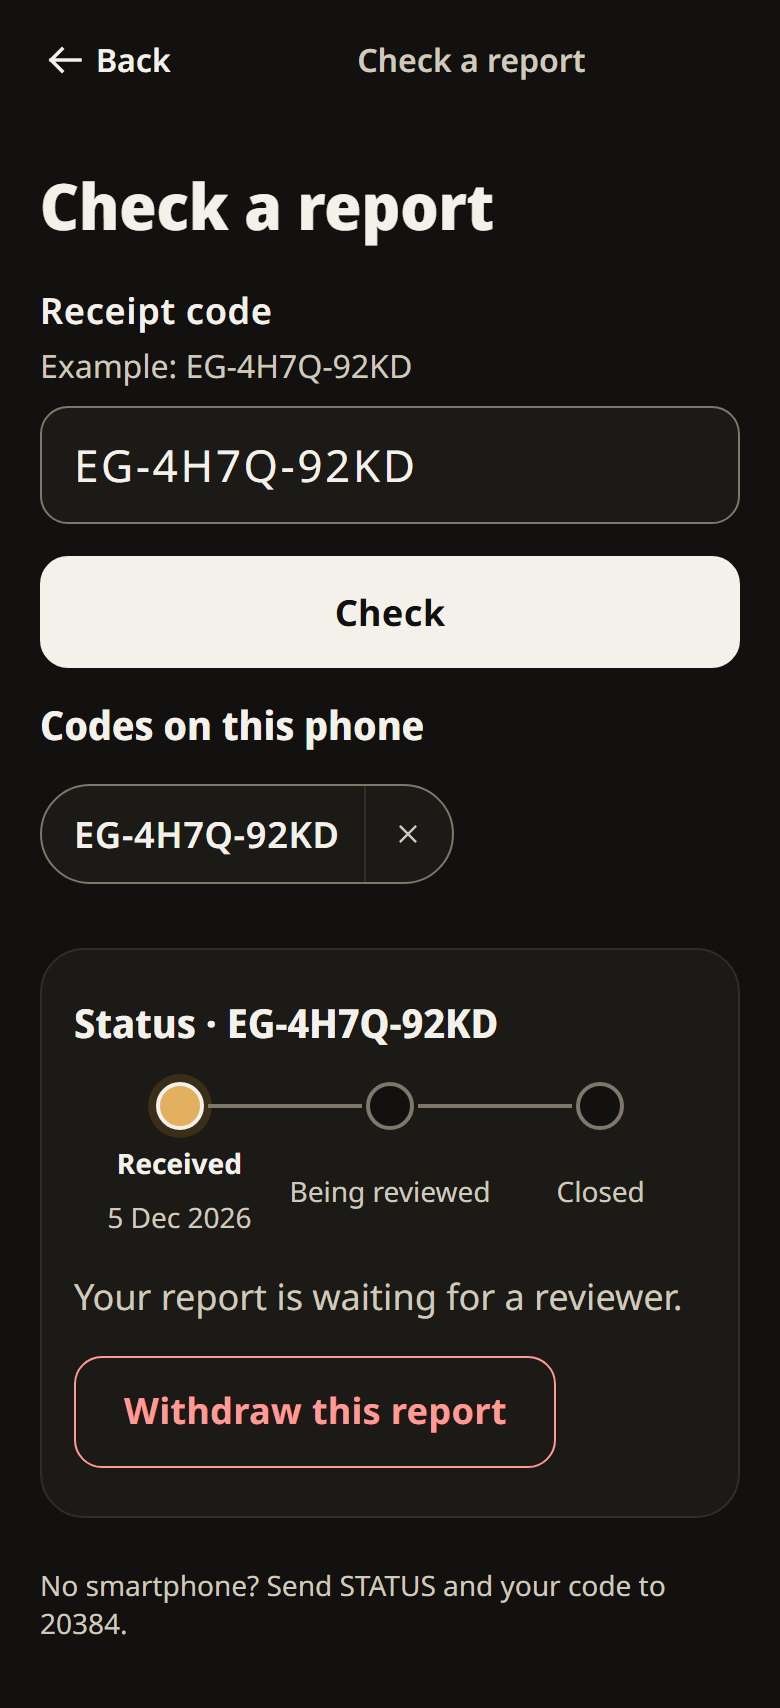 Back
Check a report
Check a report
Receipt code
Example: EG-4H7Q-92KD
EG-4H7Q-92KD
Check
Codes on this phone
EG-4H7Q-92KD
Status · EG-4H7Q-92KD
Received
5 Dec 2026
Being reviewed
Closed
Your report is waiting for a reviewer.
Withdraw this report
No smartphone? Send STATUS and your code to
20384.